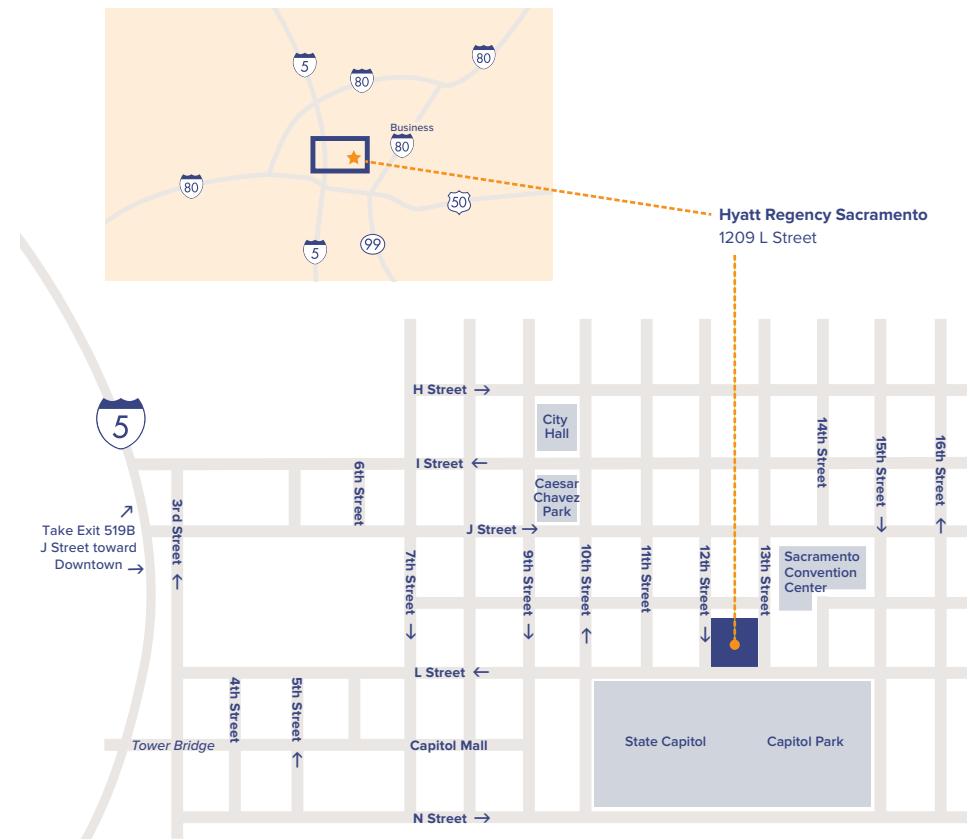 5
80
80
Business
80
80
50
99
5
Hyatt Regency Sacramento
1209 L Street
H Street →
5
City
Hall
14th Street
15th Street ↓
16th Street ↑
I Street ←
6th Street
Caesar
Chavez
Park
3rd Street ↑
↗
Take Exit 519B
J Street toward
Downtown →
J Street →
7th Street ↓
9th Street ↓
10th Street ↑
11th Street
12th Street ↓
13th Street
Sacramento
Convention
Center
L Street ←
4th Street
5th Street ↑
Tower Bridge
Capitol Mall
State Capitol
Capitol Park
N Street →